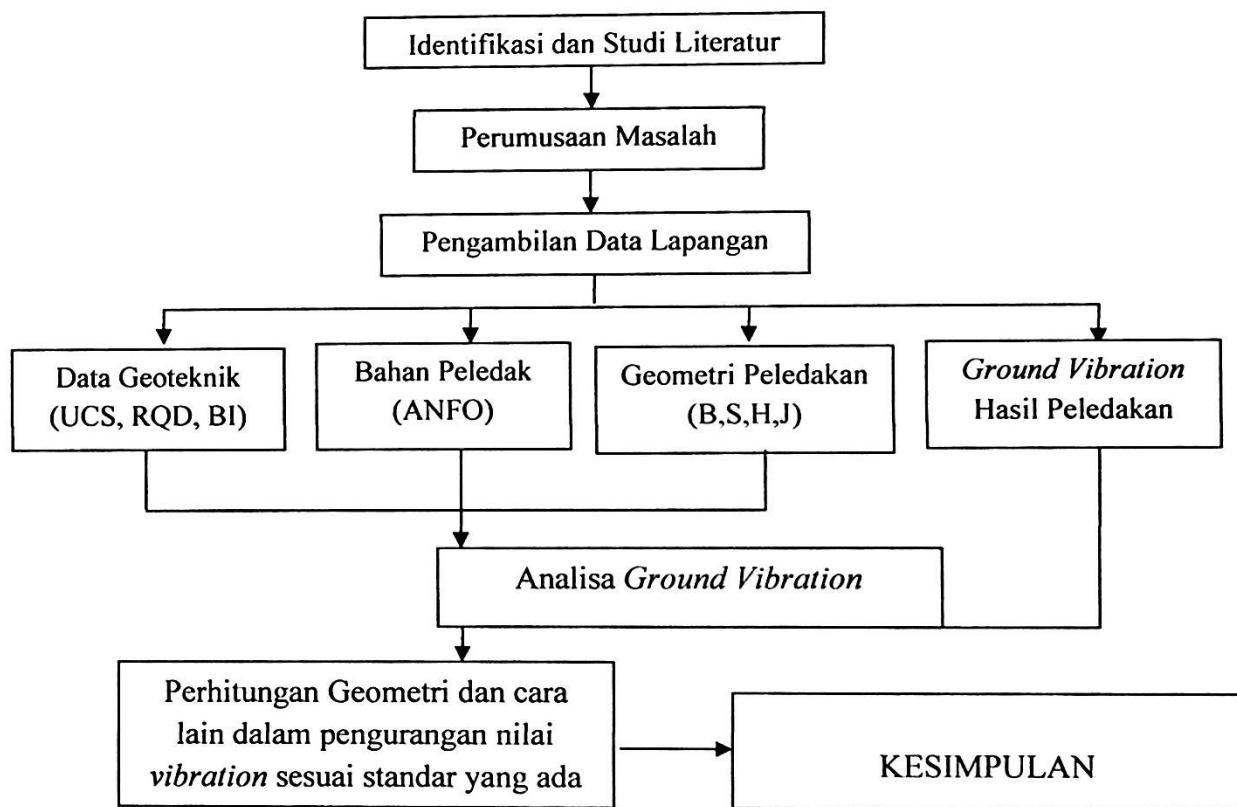 Identifikasi dan Studi Literatur
Perumusaan Masalah
Pengambilan Data Lapangan
Data Geoteknik
(UCS, RQD, BI)
Bahan Peledak
(ANFO)
Geometri Peledakan
(B,S,H,J)
Ground Vibration
Hasil Peledakan
Analisa Ground Vibration
Perhitungan Geometri dan cara
lain dalam pengurangan nilai
vibration sesuai standar yang ada
KESIMPULAN